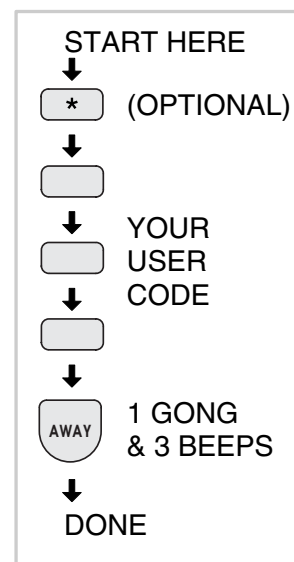 START HERE
* (OPTIONAL)
YOUR
USER
CODE
AWAY
1 GONG
& 3 BEEPS
DONE